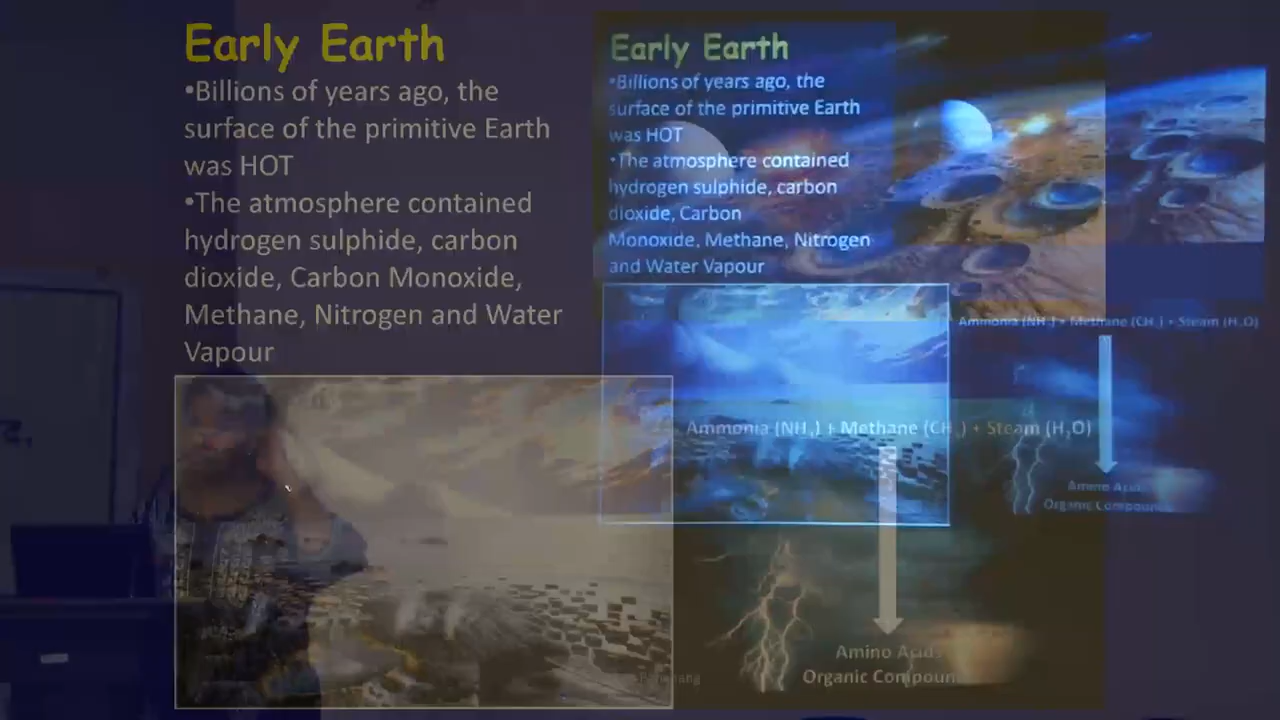 Early Earth
•Billions of years ago, the
surface of the primitive Earth
was HOT
•The atmosphere contained
hydrogen sulphide, carbon
dioxide, Carbon Monoxide,
Methane, Nitrogen and Water
Vapour
Ammonia (NH₃) + Methane (CH₄) + Steam (H₂O)
Amino Acids
Organic Compoun
Early Earth
•Billions of years ago, the
surface of the primitive Earth
was HOT
•The atmosphere contained
hydrogen sulphide, carbon
dioxide, Carbon
Monoxide, Methane, Nitrogen
and Water Vapour
Ammonia (NH₃) + Methane (CH₄) + Steam (H₂O)
Amino Acids
Organic Compoun